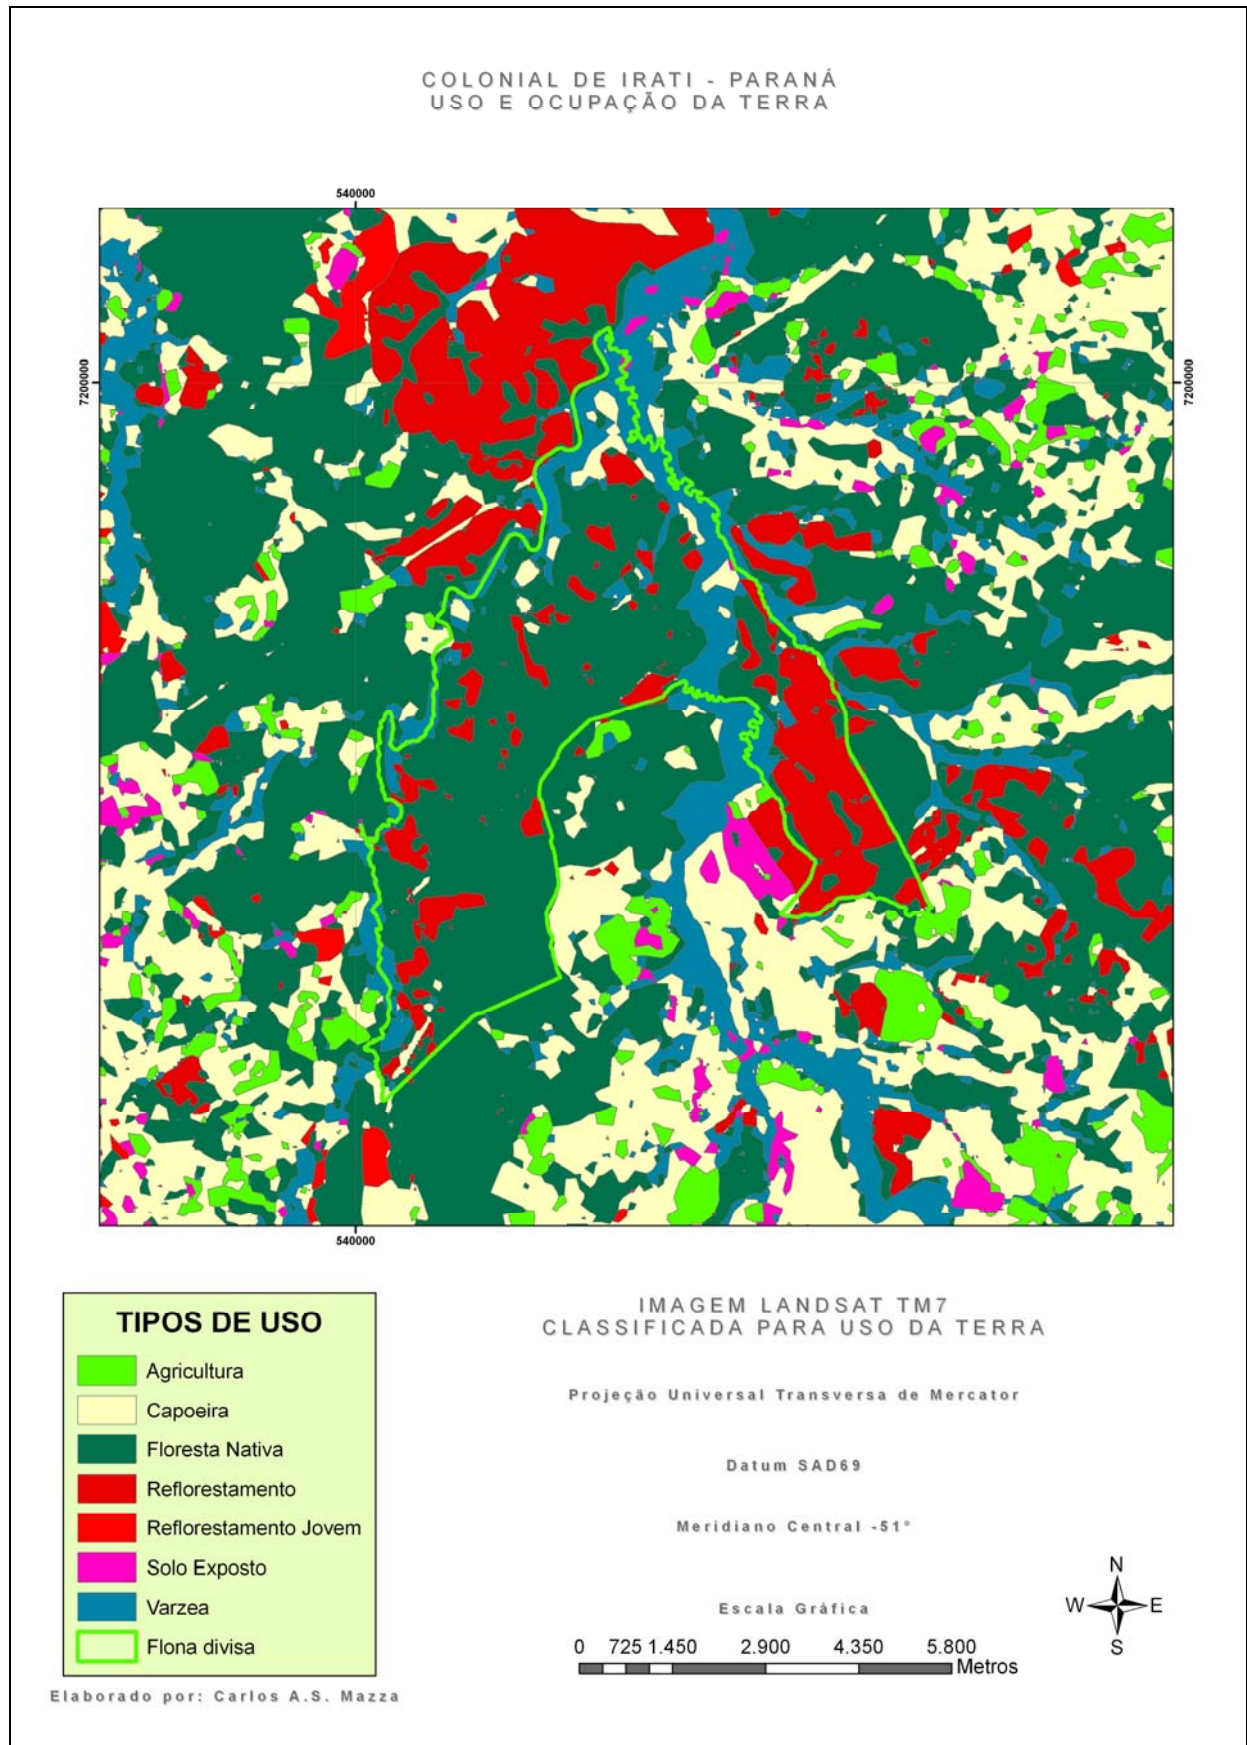 COLONIAL DE IRATI - PARANÁ
USO E OCUPAÇÃO DA TERRA
540000
7200000
7200000
540000
TIPOS DE USO
Agricultura
Capoeira
Floresta Nativa
Reflorestamento
Reflorestamento Jovem
Solo Exposto
Varzea
Flona divisa
Elaborado por: Carlos A.S. Mazza
IMAGEM LANDSAT TM7
CLASSIFICADA PARA USO DA TERRA
Projeção Universal Transversa de Mercator
Datum SAD69
Meridiano Central -51°
Escala Gráfica
0 725 1.450 2.900 4.350 5.800
Metros
N
W E
S